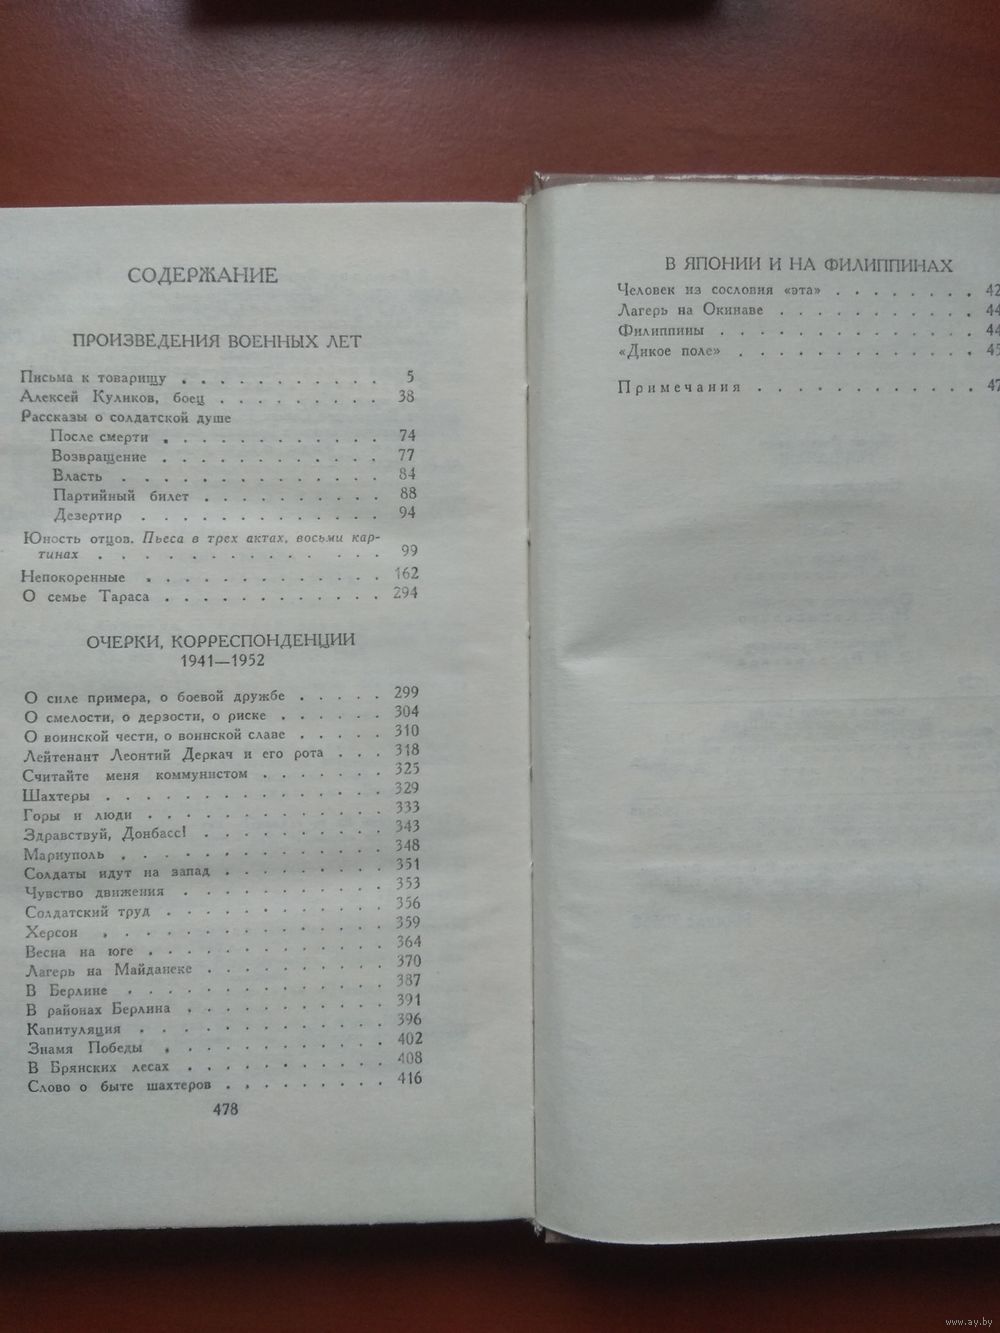 СОДЕРЖАНИЕ
ПРОИЗВЕДЕНИЯ ВОЕННЫХ ЛЕТ
Письма к товарищу . . . . . . . . . . . 5
Алексей Куликов, боец . . . . . . . . . 38
Рассказы о солдатской душе
После смерти . . . . . . . . . . . 74
Возвращение . . . . . . . . . . . 77
Власть . . . . . . . . . . . . . 84
Партийный билет . . . . . . . . . 88
Дезертир . . . . . . . . . . . . 94
Юность отцов. Пьеса в трех актах, восьми кар-
тинах . . . . . . . . . . . . . 99
Непокоренные . . . . . . . . . . . . 162
О семье Тараса . . . . . . . . . . . . 294
ОЧЕРКИ, КОРРЕСПОНДЕНЦИИ
1941—1952
О силе примера, о боевой дружбе . . . . . 299
О смелости, о дерзости, о риске . . . . . . 304
О воинской чести, о воинской славе . . . . . 310
Лейтенант Леонтий Деркач и его рота . . . 318
Считайте меня коммунистом . . . . . . . 325
Шахтеры . . . . . . . . . . . . . . 329
Горы и люди . . . . . . . . . . . . 333
Здравствуй, Донбасс! . . . . . . . . . 343
Мариуполь . . . . . . . . . . . . . 348
Солдаты идут на запад . . . . . . . . 351
Чувство движения . . . . . . . . . . 353
Солдатский труд . . . . . . . . . . . 356
Херсон . . . . . . . . . . . . . . 359
Весна на юге . . . . . . . . . . . . 364
Лагерь на Майданеке . . . . . . . . . 370
В Берлине . . . . . . . . . . . . . 387
В районах Берлина . . . . . . . . . . 391
Капитуляция . . . . . . . . . . . . 396
Знамя Победы . . . . . . . . . . . 402
В Брянских лесах . . . . . . . . . . 408
Слово о быте шахтеров . . . . . . . . 416
478
В ЯПОНИИ И НА ФИЛИППИНАХ
Человек из сословия «эта» . . . . . . . . 42
Лагерь на Окинаве . . . . . . . . . . . 44
Филиппины . . . . . . . . . . . . . 44
«Дикое поле» . . . . . . . . . . . . . 45
Примечания . . . . . . . . . . . . 47
www.ay.by